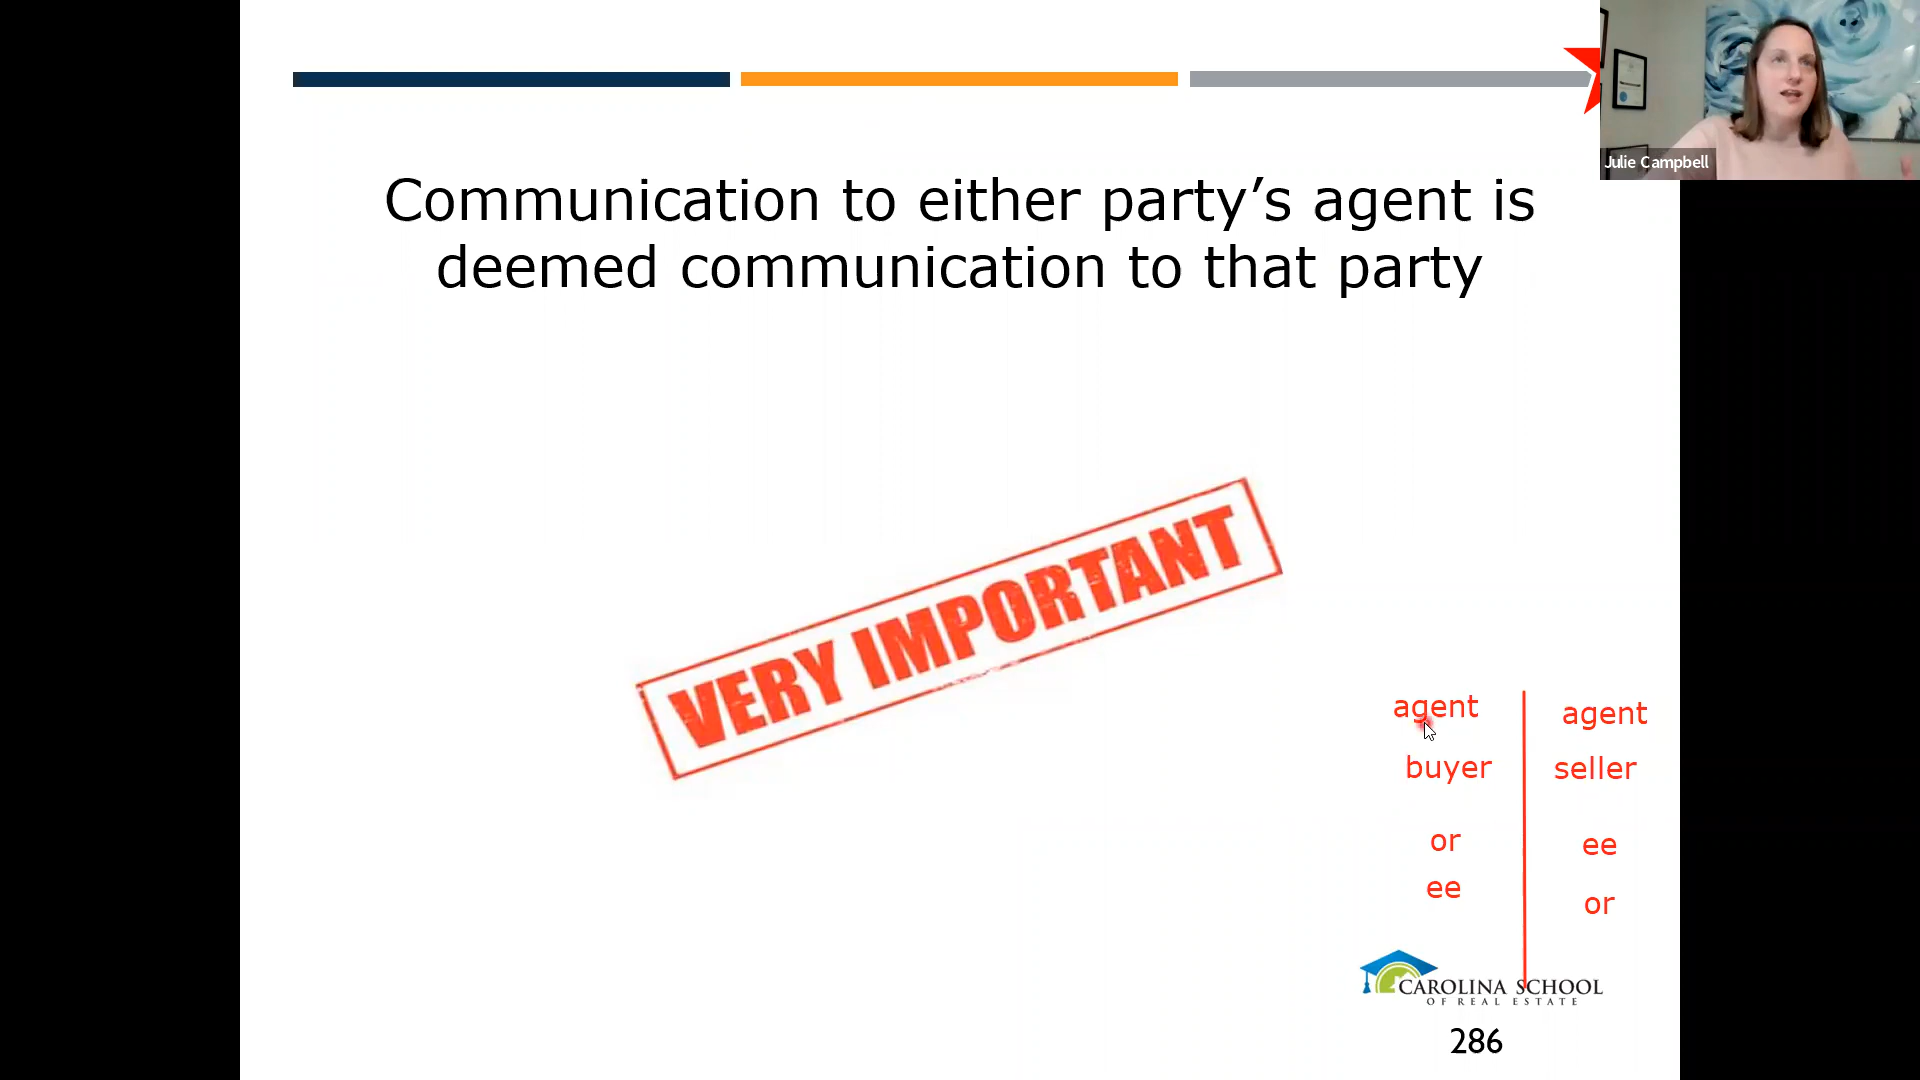 Julie Campbell
Communication to either party’s agent is
deemed communication to that party
VERY IMPORTANT
agent agent
buyer seller
or ee
ee or
CAROLINA SCHOOL
OF REAL ESTATE
286